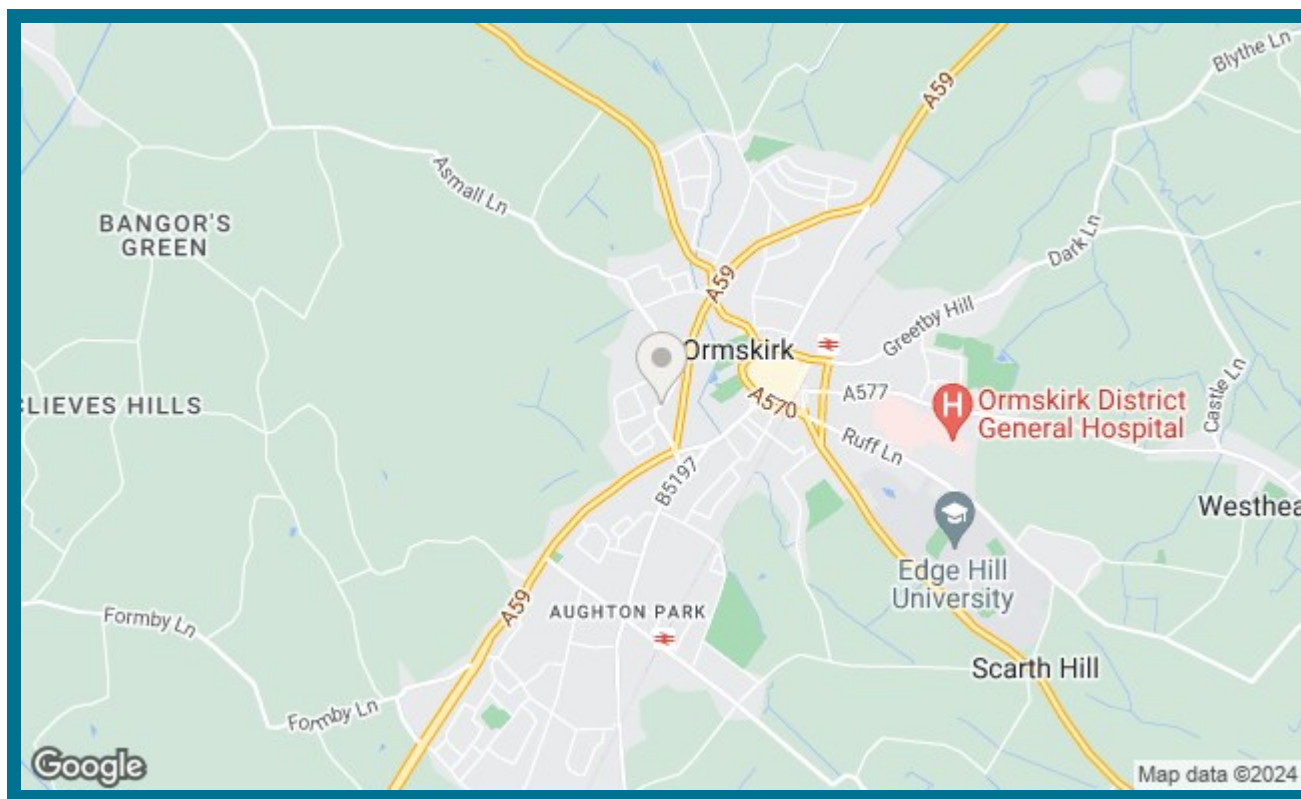 Blythe Ln
A59
Asmall Ln
BANGOR'S
GREEN
Dark Ln
A59
Greetby Hill
Ormskirk
A577
Castle Ln
CLIEVES HILLS
A570
H
Ormskirk District
General Hospital
Ruff Ln
B5197
Westhea
Edge Hill
University
A59
AUGHTON PARK
Formby Ln
Scarth Hill
Formby Ln
Google
Map data ©2024